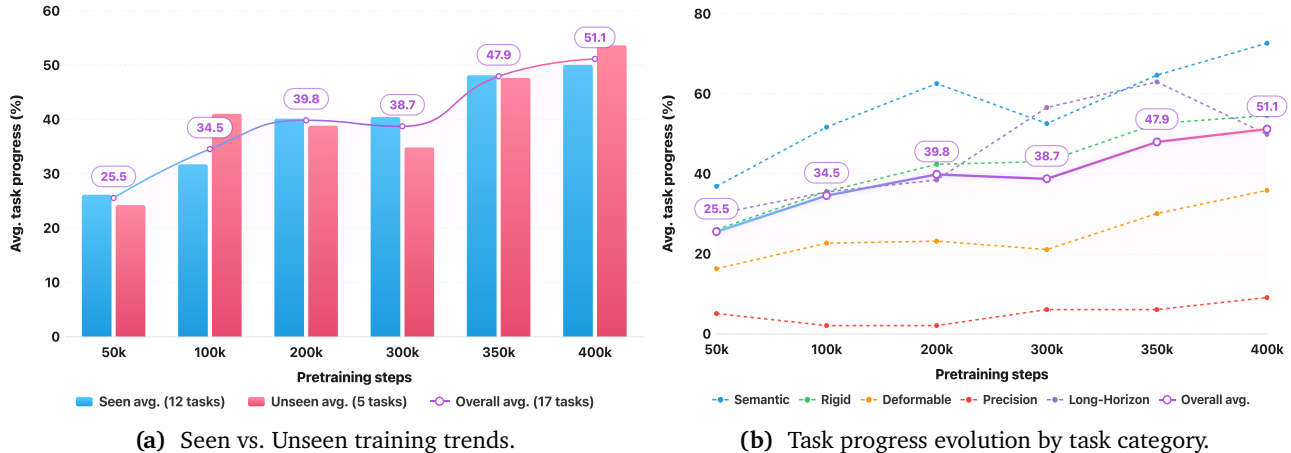 60
50
40
30
20
10
0
Avg. task progress (%)
25.5
34.5
39.8
38.7
47.9
51.1
50k 100k 200k 300k 350k 400k
Pretraining steps
Seen avg. (12 tasks) Unseen avg. (5 tasks) Overall avg. (17 tasks)
(a) Seen vs. Unseen training trends.
80
60
40
20
0
Avg. task progress (%)
25.5
34.5
39.8
38.7
47.9
51.1
50k 100k 200k 300k 350k 400k
Pretraining steps
Semantic Rigid Deformable Precision Long-Horizon Overall avg.
(b) Task progress evolution by task category.